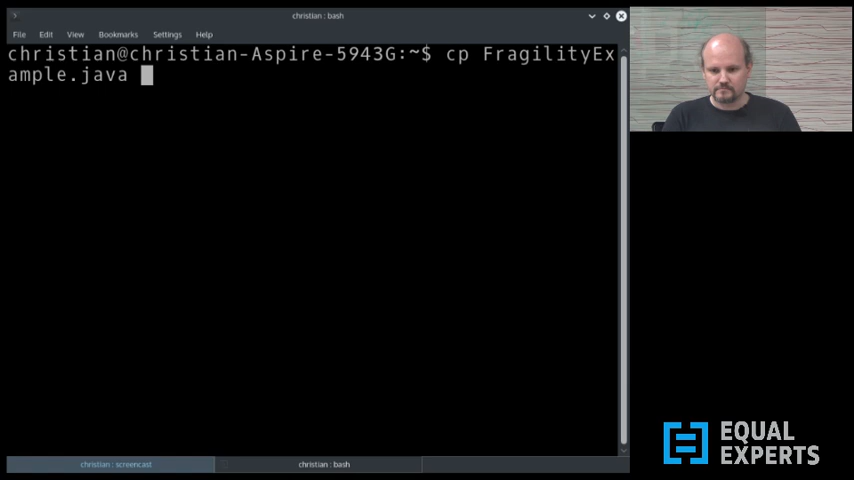 christian : bash
File Edit View Bookmarks Settings Help
christian@christian-Aspire-5943G:~$ cp FragilityEx
ample.java
christian : screencast
christian : bash
EQUAL
EXPERTS